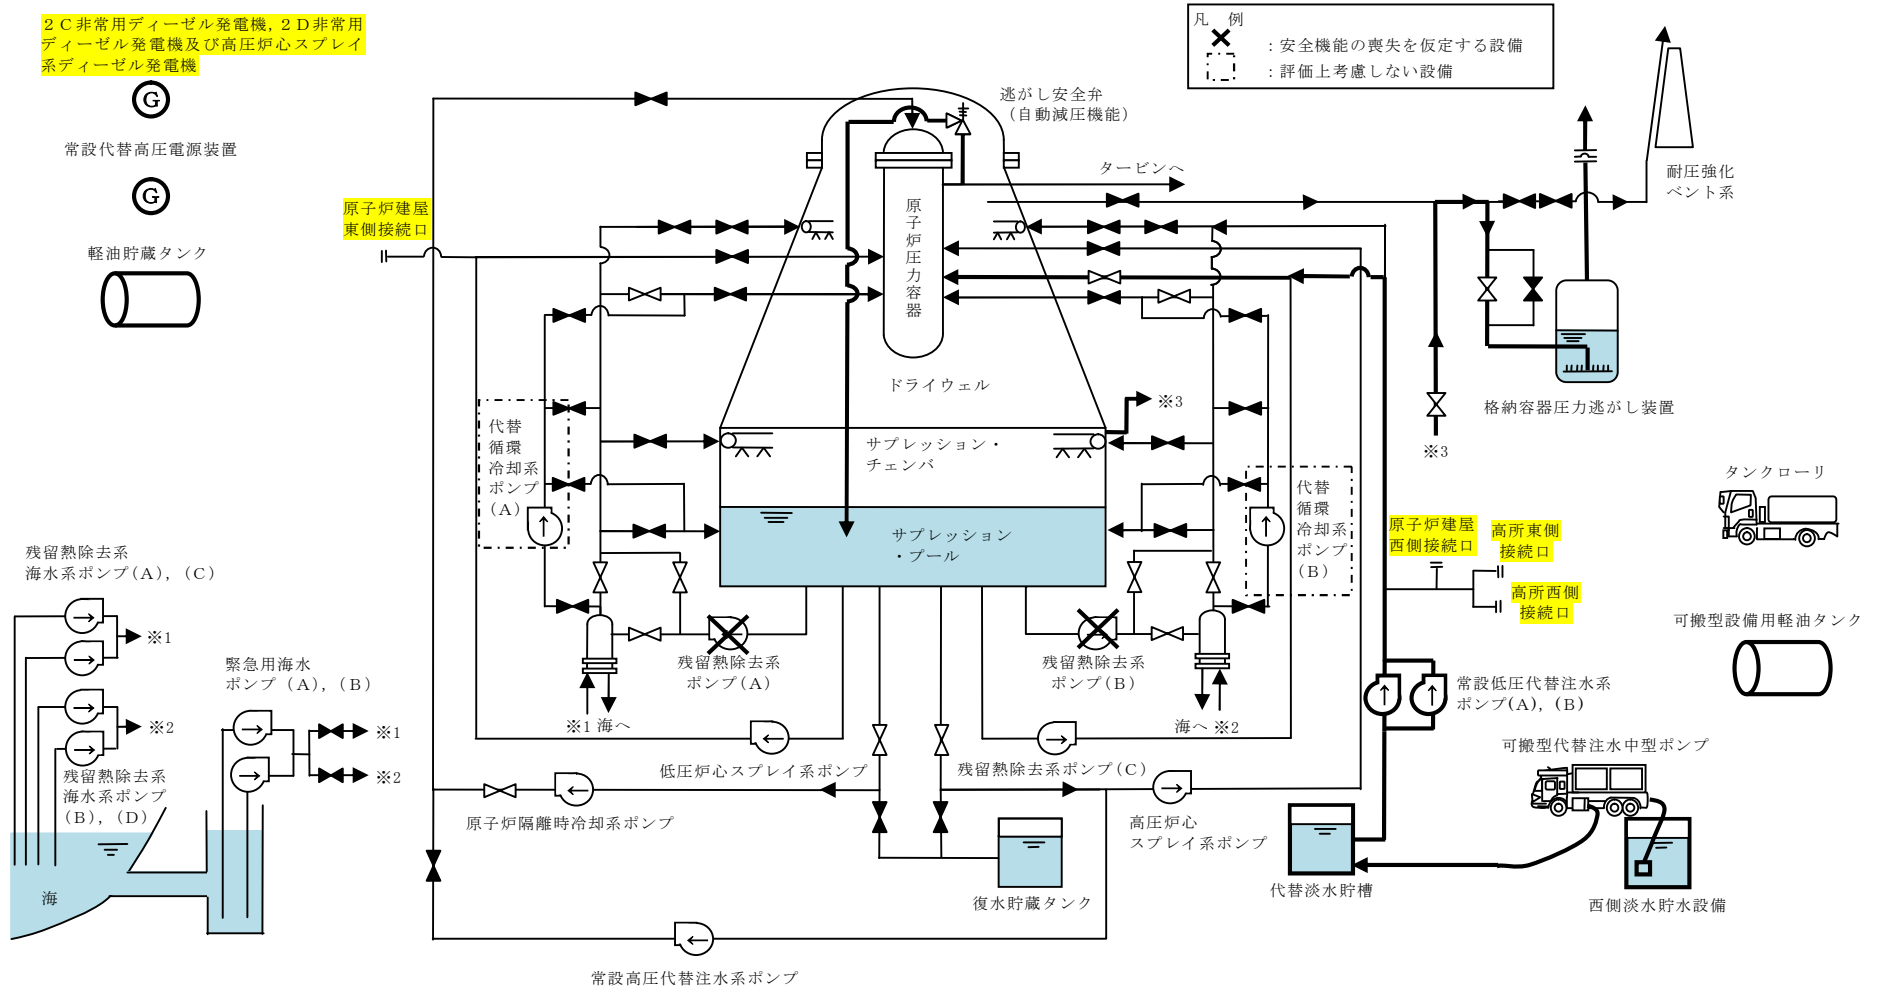 ２Ｃ非常用ディーゼル発電機，２Ｄ非常用
ディーゼル発電機及び高圧炉心スプレイ
系ディーゼル発電機
G
常設代替高圧電源装置
G
軽油貯蔵タンク
凡　例
：安全機能の喪失を仮定する設備
：評価上考慮しない設備
逃がし安全弁
（自動減圧機能）
タービンへ
耐圧強化
ベント系
原子炉建屋
東側接続口
原子炉圧力容器
ドライウェル
※3
サプレッション・
チェンバ
サプレッション
・プール
代替
循環
冷却系
ポンプ
（A）
代替
循環
冷却系
ポンプ
（B）
格納容器圧力逃がし装置
※3
タンクローリ
原子炉建屋
西側接続口
高所東側
接続口
高所西側
接続口
可搬型設備用軽油タンク
残留熱除去系
海水系ポンプ（A），（C）
※1
※2
残留熱除去系
海水系ポンプ
（B），（D）
海
緊急用海水
ポンプ（A），（B）
※1
※2
残留熱除去系
ポンプ（A）
※1 海へ
残留熱除去系
ポンプ（B）
海へ ※2
常設低圧代替注水系
ポンプ(A)，(B)
可搬型代替注水中型ポンプ
低圧炉心スプレイ系ポンプ
残留熱除去系ポンプ（C）
原子炉隔離時冷却系ポンプ
高圧炉心
スプレイ系ポンプ
復水貯蔵タンク
代替淡水貯槽
西側淡水貯水設備
常設高圧代替注水系ポンプ